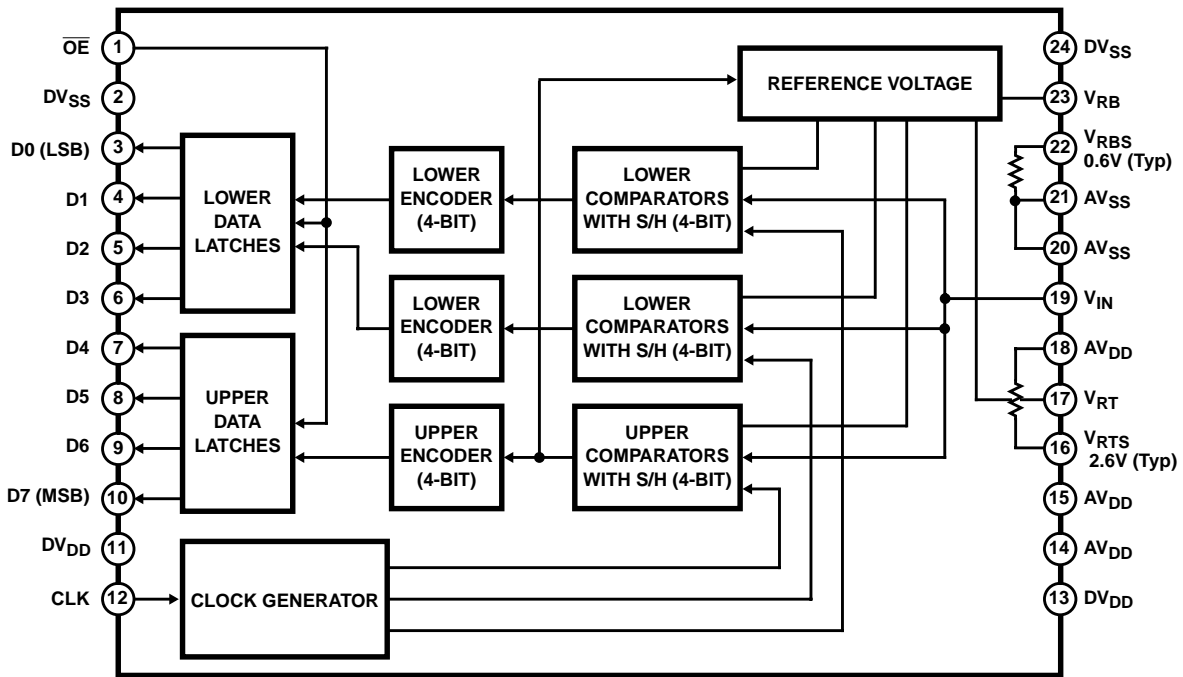 OE
1
DVSS
2
D0 (LSB)
3
D1
4
D2
5
D3
6
D4
7
D5
8
D6
9
D7 (MSB)
10
DVDD
11
CLK
12
LOWER
DATA
LATCHES
UPPER
DATA
LATCHES
CLOCK GENERATOR
LOWER
ENCODER
(4-BIT)
LOWER
ENCODER
(4-BIT)
UPPER
ENCODER
(4-BIT)
LOWER
COMPARATORS
WITH S/H (4-BIT)
LOWER
COMPARATORS
WITH S/H (4-BIT)
UPPER
COMPARATORS
WITH S/H (4-BIT)
REFERENCE VOLTAGE
24
DVSS
23
VRB
22
VRBS
0.6V (Typ)
21
AVSS
20
AVSS
19
VIN
18
AVDD
17
VRT
16
VRTS
2.6V (Typ)
15
AVDD
14
AVDD
13
DVDD